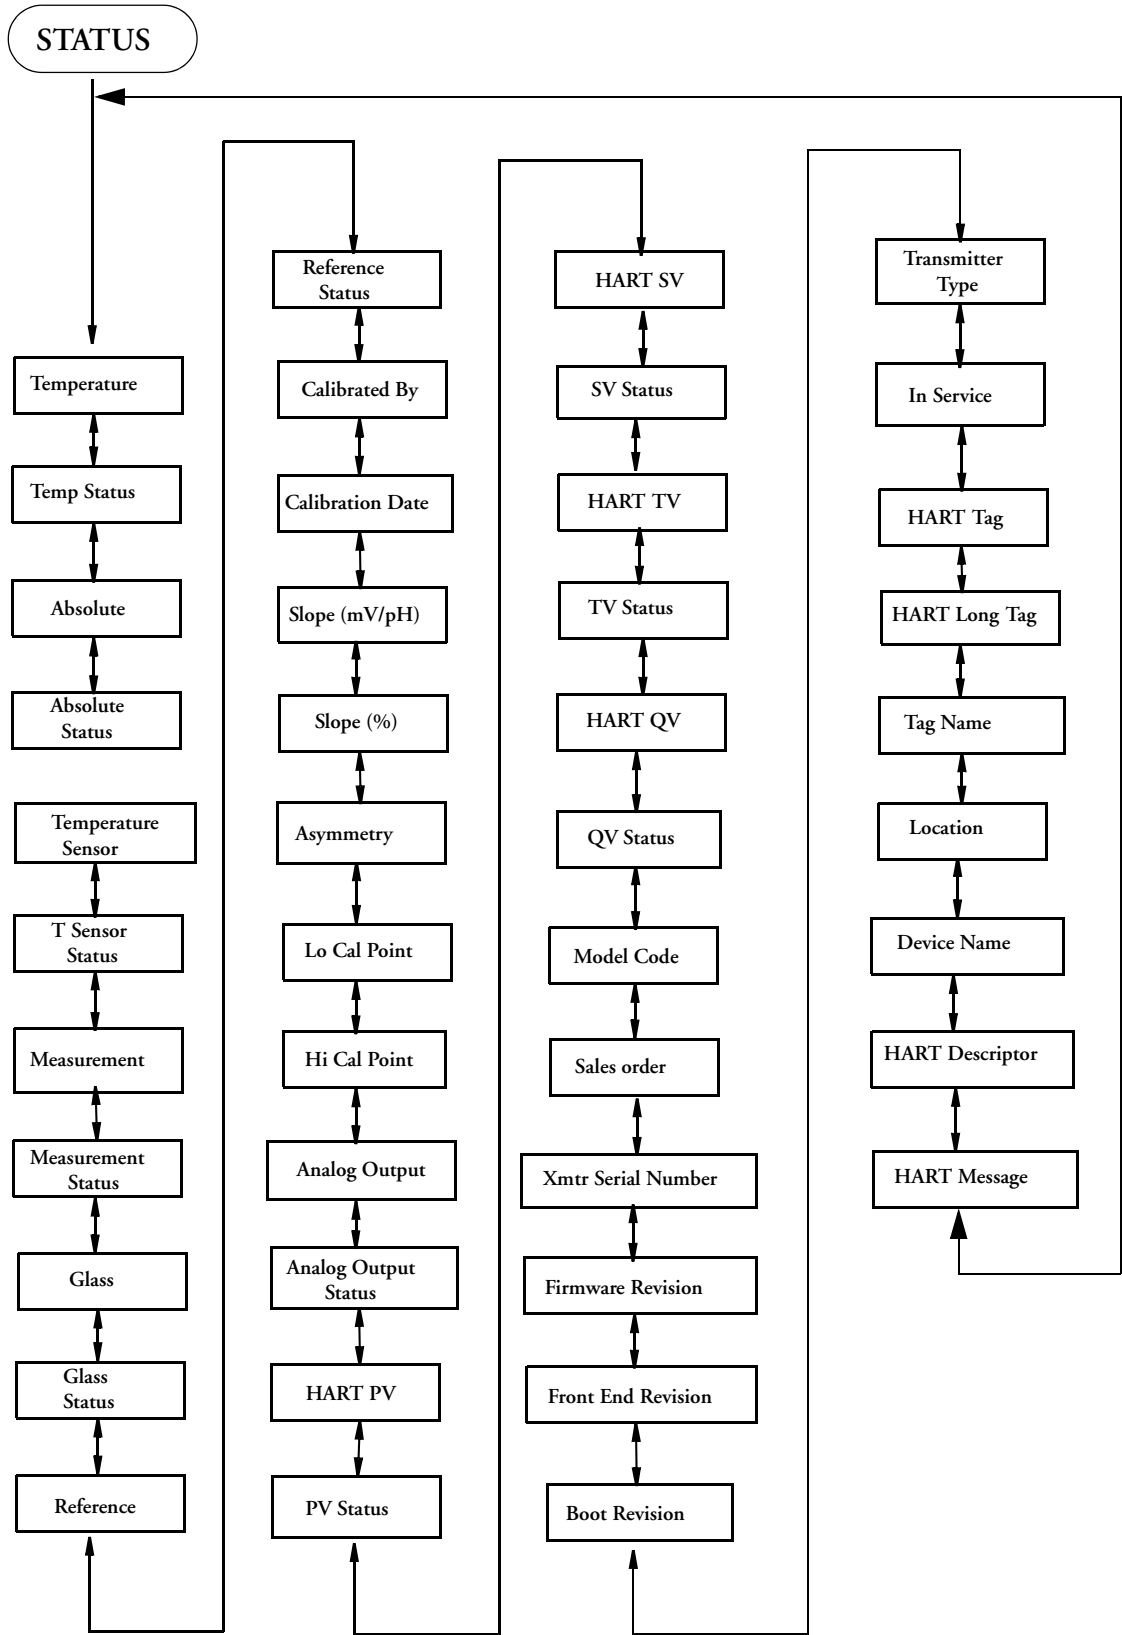 STATUS
Temperature
Temp Status
Absolute
Absolute
Status
Temperature
Sensor
T Sensor
Status
Measurement
Measurement
Status
Glass
Glass
Status
Reference
Reference
Status
Calibrated By
Calibration Date
Slope (mV/pH)
Slope (%)
Asymmetry
Lo Cal Point
Hi Cal Point
Analog Output
Analog Output
Status
HART PV
PV Status
HART SV
SV Status
HART TV
TV Status
HART QV
QV Status
Model Code
Sales order
Xmtr Serial Number
Firmware Revision
Front End Revision
Boot Revision
Transmitter
Type
In Service
HART Tag
HART Long Tag
Tag Name
Location
Device Name
HART Descriptor
HART Message